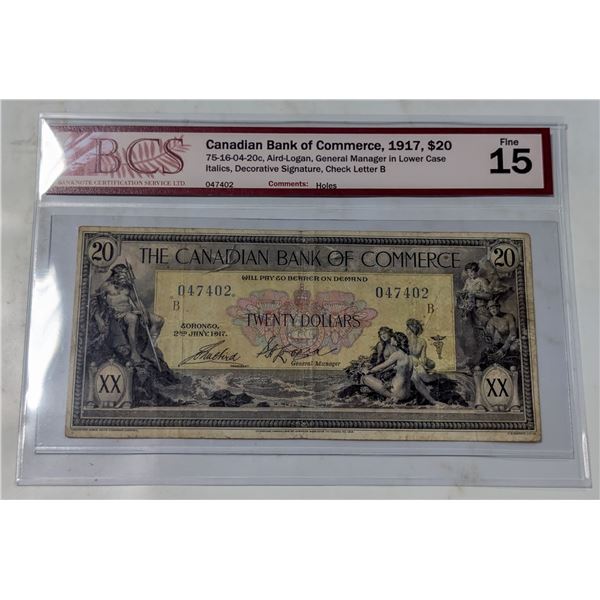 BCS
BANKNOTE CERTIFICATION SERVICE LTD.
Canadian Bank of Commerce, 1917, $20
75-16-04-20c, Aird-Logan, General Manager in Lower Case
Italics, Decorative Signature, Check Letter B
047402 Comments: Holes
Fine
15
20 20
THE CANADIAN BANK OF COMMERCE
WILL PAY TO BEARER ON DEMAND
047402 047402
B B
TWENTY DOLLARS
TORONTO,
2ND JANY. 1917.
General Manager
XX XX